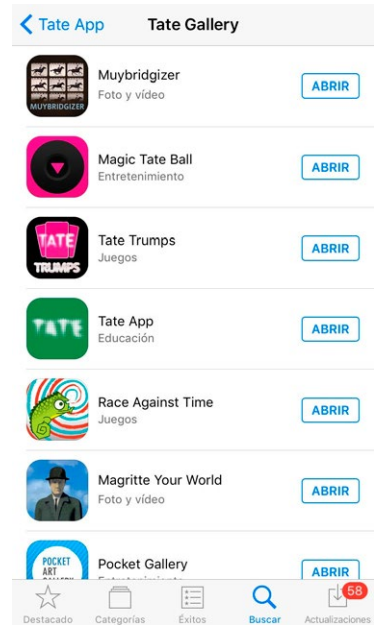 Tate App
Tate Gallery
MUYBRIDGIZER
Muybridgizer
Foto y vídeo
ABRIR
Magic Tate Ball
Entretenimiento
ABRIR
TATE
TRUMPS
Tate Trumps
Juegos
ABRIR
TATE
Tate App
Educación
ABRIR
Race Against Time
Juegos
ABRIR
Magritte Your World
Foto y vídeo
ABRIR
POCKET
ART
Pocket Gallery
ABRIR
58
Destacado
Categorías
Éxitos
Buscar
Actualizaciones